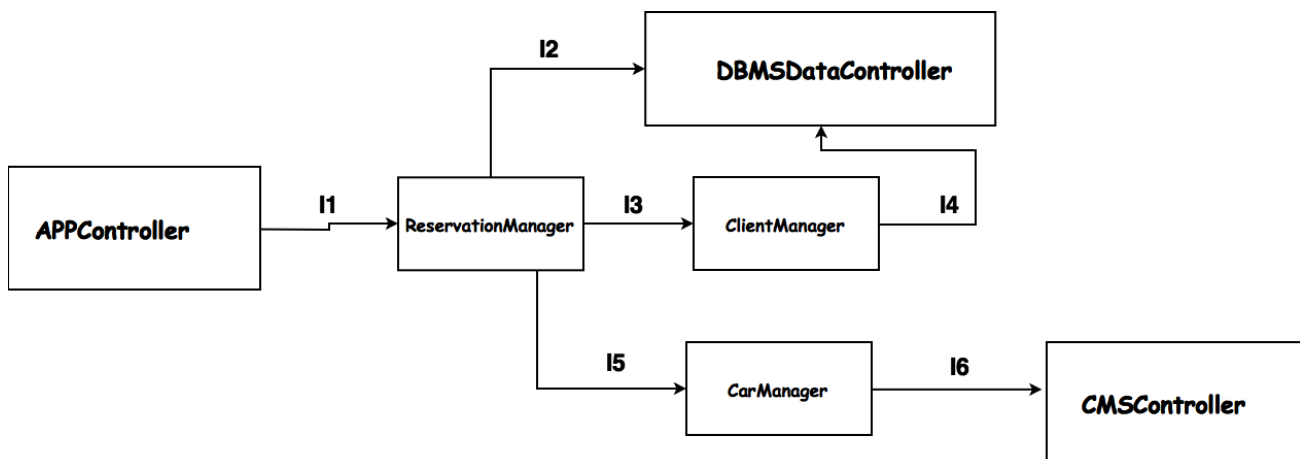 I2
DBMSDataController
I1
I3
I4
APPController
ReservationManager
ClientManager
I5
I6
CarManager
CMSController